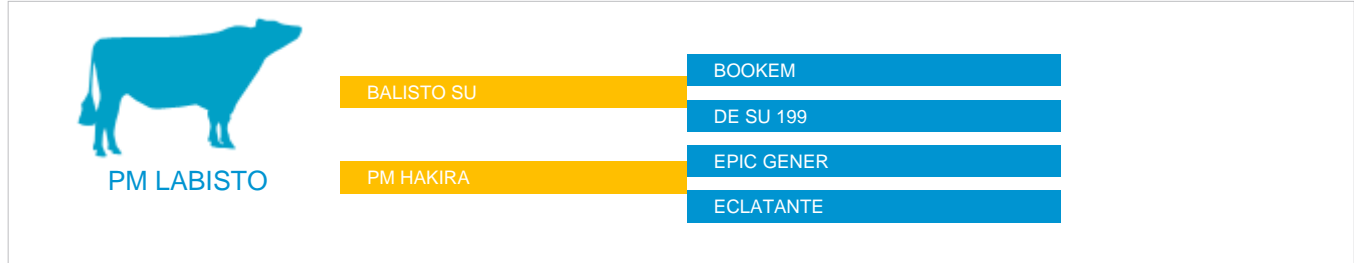 PM LABISTO
BALISTO SU
PM HAKIRA
BOOKEM
DE SU 199
EPIC GENER
ECLATANTE